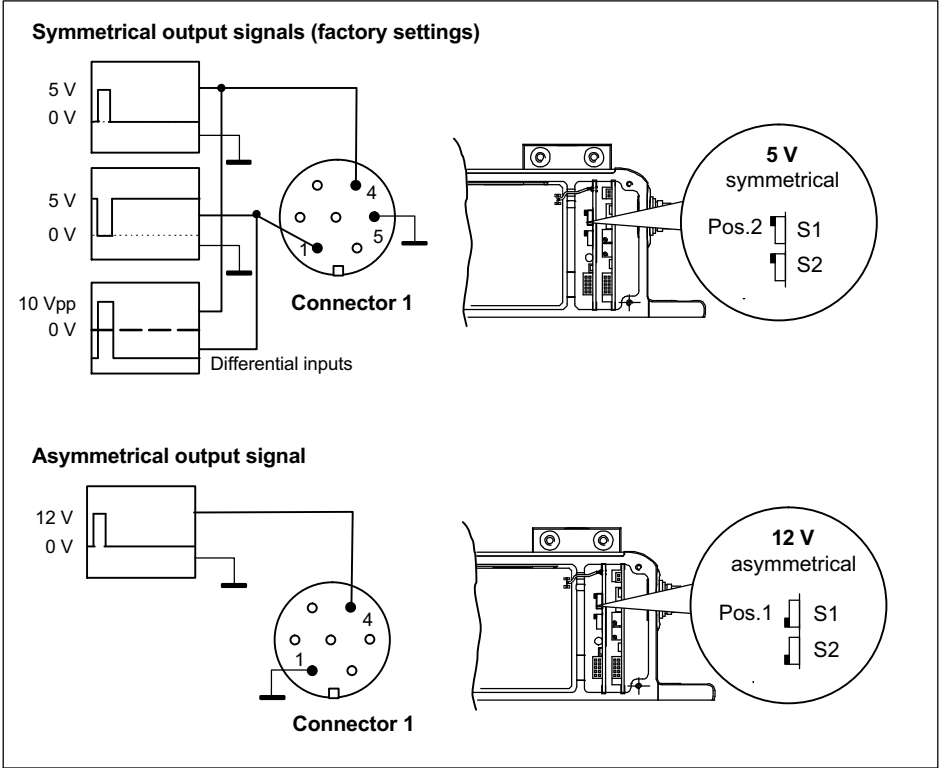 Symmetrical output signals (factory settings)
5 V
0 V
5 V
0 V
10 Vpp
0 V
Differential inputs
4
5
1
Connector 1
5 V
symmetrical
Pos.2
S1
S2
Asymmetrical output signal
12 V
0 V
4
1
Connector 1
12 V
asymmetrical
Pos.1
S1
S2